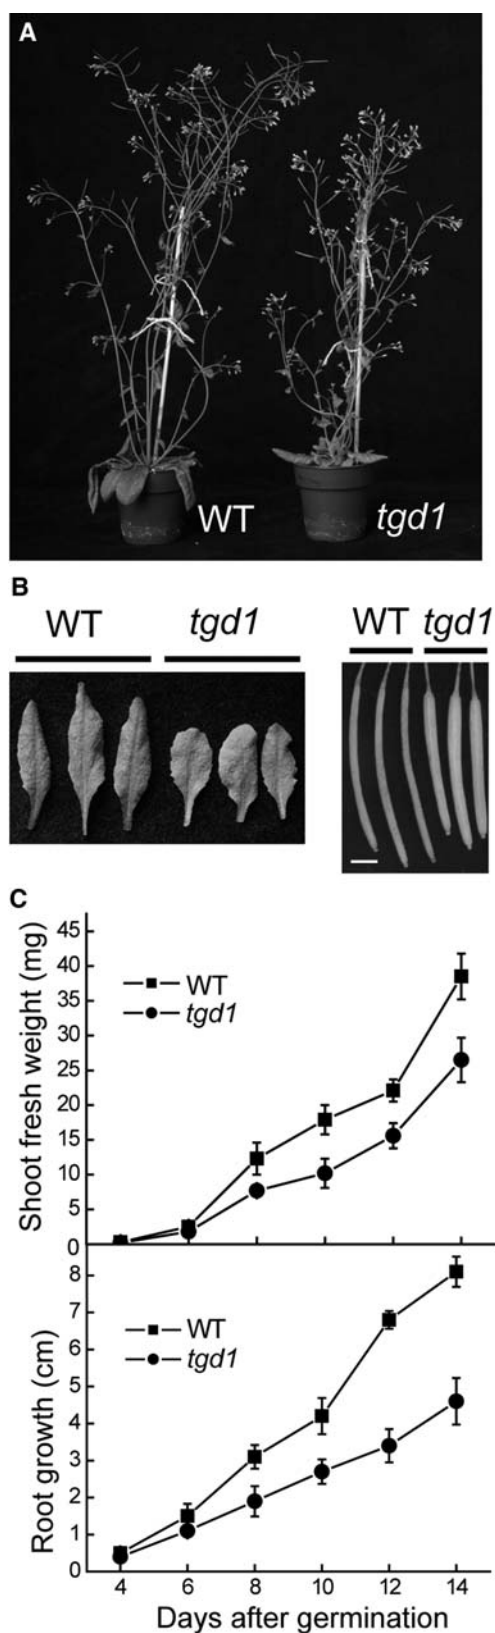 A
WT
tgd1
B
WT
tgd1
WT
tgd1
C
Shoot fresh weight (mg)
45
40
35
30
25
20
15
10
5
0
WT
tgd1
Root growth (cm)
8
7
6
5
4
3
2
1
0
WT
tgd1
4 6 8 10 12 14
Days after germination